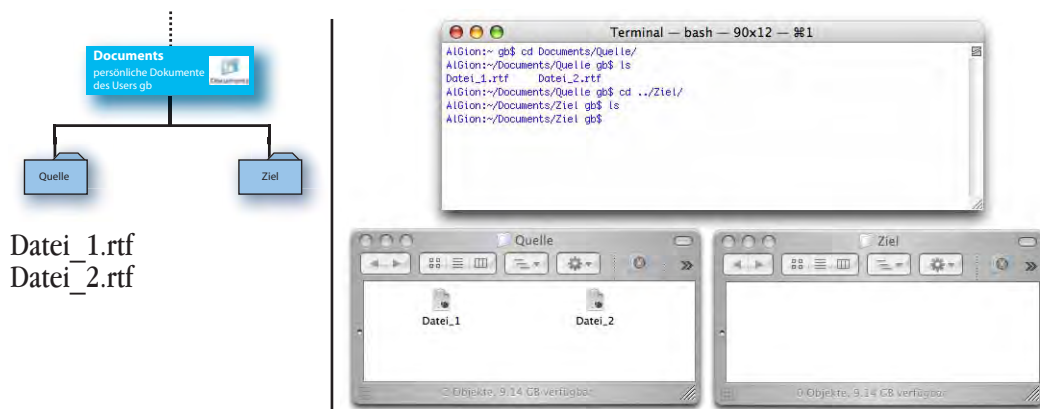 Documents
persönliche Dokumente
des Users gb
Documents
Quelle
Ziel
Datei_1.rtf
Datei_2.rtf
Terminal — bash — 90x12 — ⌘1
AlGion:~ gb$ cd Documents/Quelle/
AlGion:~/Documents/Quelle gb$ ls
Datei_1.rtf Datei_2.rtf
AlGion:~/Documents/Quelle gb$ cd ../Ziel/
AlGion:~/Documents/Ziel gb$ ls
AlGion:~/Documents/Ziel gb$
Quelle
Datei_1 Datei_2
2 Objekte, 9,14 GB verfügbar
Ziel
0 Objekte, 9,14 GB verfügbar